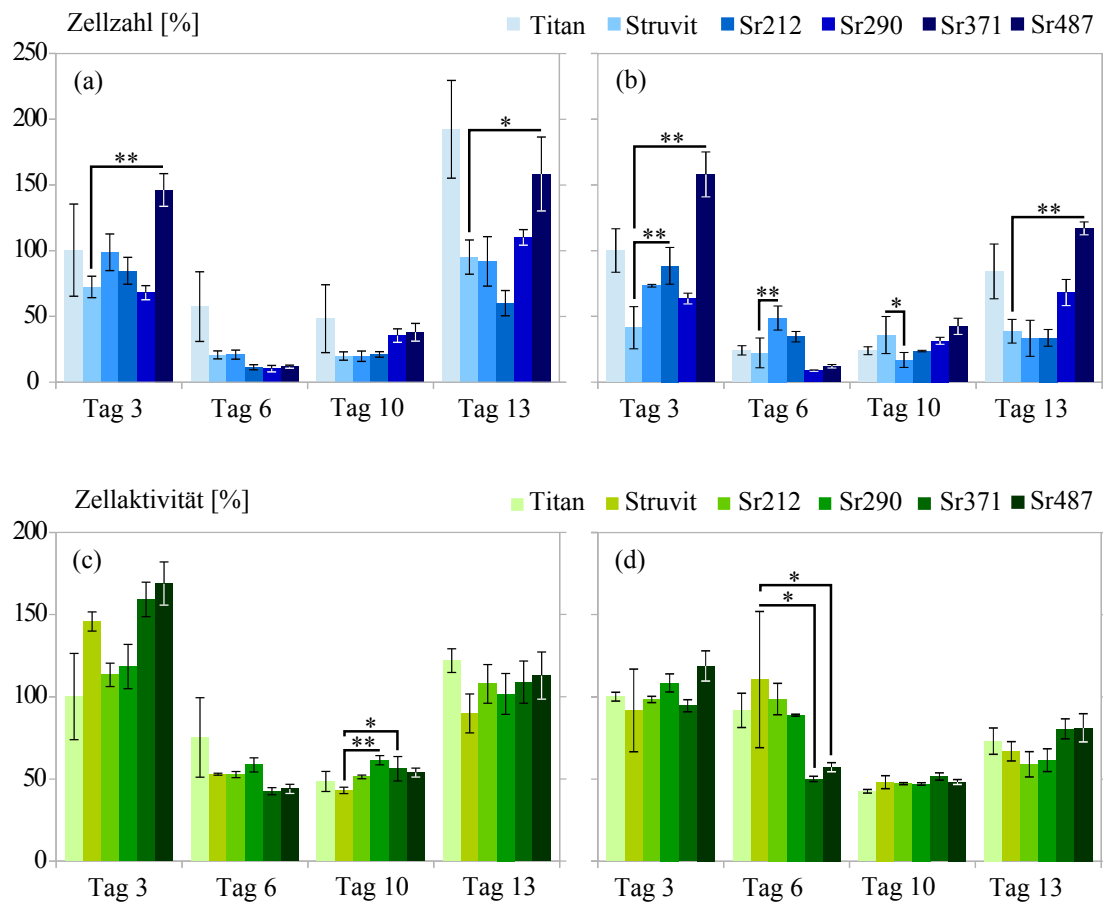 Zellzahl [%] Titan Struvit Sr212 Sr290 Sr371 Sr487
250
(a) (b)
200
* **
** ** **
150
** *
100
50
0
Tag 3 Tag 6 Tag 10 Tag 13 Tag 3 Tag 6 Tag 10 Tag 13
Zellaktivität [%] Titan Struvit Sr212 Sr290 Sr371 Sr487
200
(c) (d)
*
*
150
100
*
**
50
0
Tag 3 Tag 6 Tag 10 Tag 13 Tag 3 Tag 6 Tag 10 Tag 13